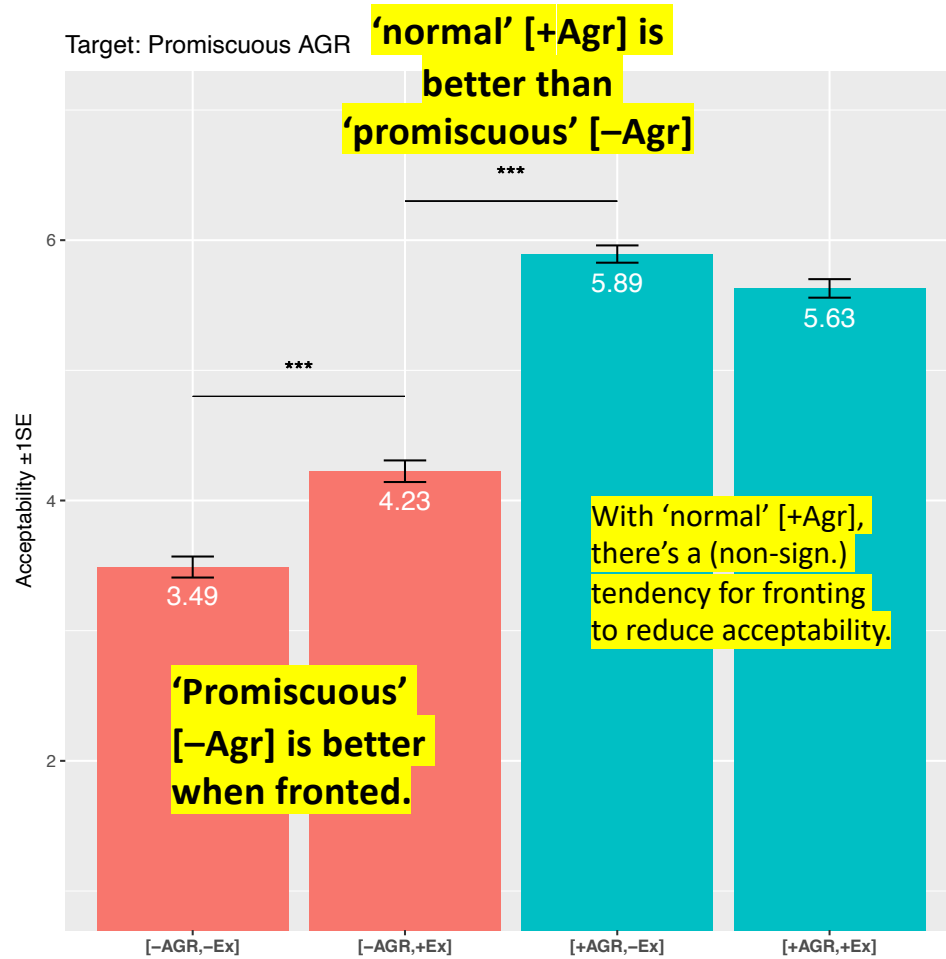 Target: Promiscuous AGR
‘normal’ [+Agr] is
better than
‘promiscuous’ [–Agr]
***
6
5.89
5.63
***
Acceptability ±1SE
4
4.23
With ‘normal’ [+Agr],
there’s a (non-sign.)
tendency for fronting
to reduce acceptability.
3.49
‘Promiscuous’
[–Agr] is better
when fronted.
2
[–AGR,–Ex]
[–AGR,+Ex]
[+AGR,–Ex]
[+AGR,+Ex]